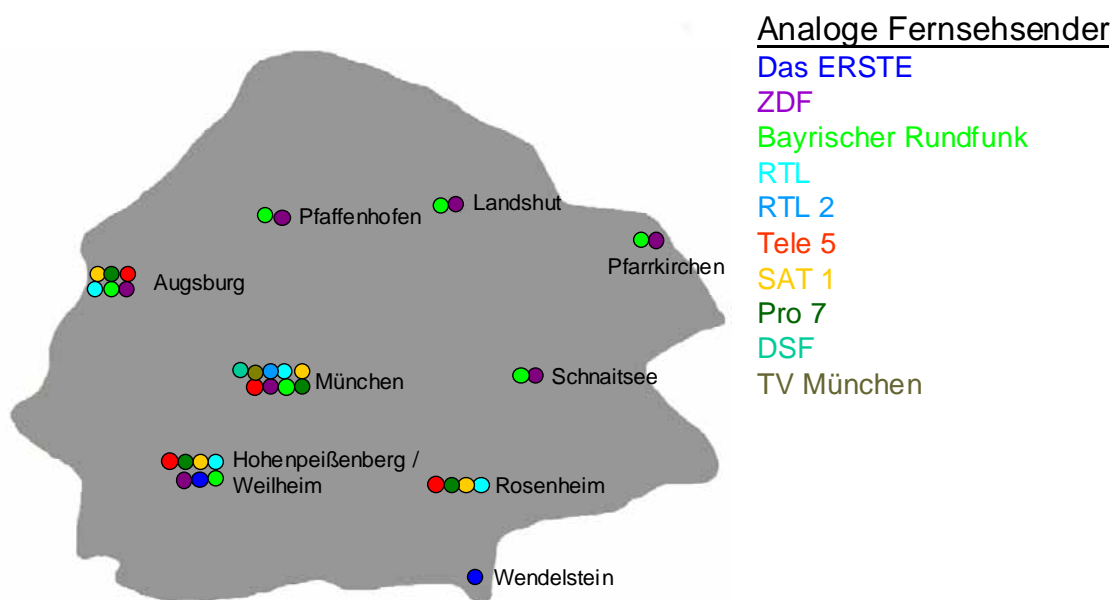 Analoge Fernsehsender
Das ERSTE
ZDF
Bayrischer Rundfunk
RTL
RTL 2
Tele 5
SAT 1
Pro 7
DSF
TV München
Landshut
Pfaffenhofen
Pfarrkirchen
Augsburg
München
Schnaitsee
Hohenpeißenberg /
Weilheim
Rosenheim
Wendelstein